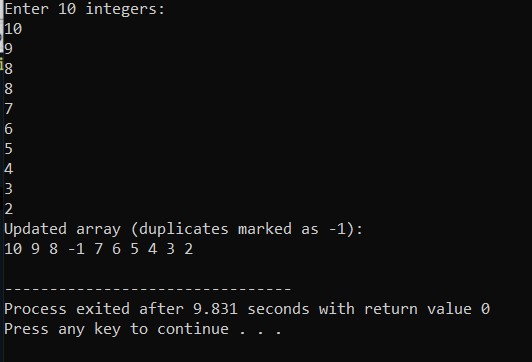 Enter 10 integers:
10
9
8
8
7
6
5
4
3
2
Updated array (duplicates marked as -1):
10 9 8 -1 7 6 5 4 3 2
--------------------------------
Process exited after 9.831 seconds with return value 0
Press any key to continue . . .